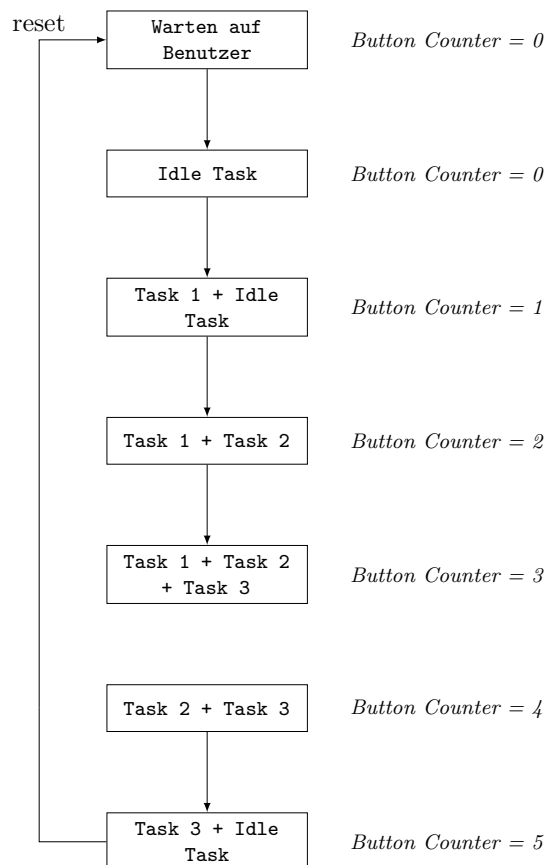 reset
Warten auf
Benutzer
Button Counter = 0
Idle Task
Button Counter = 0
Task 1 + Idle
Task
Button Counter = 1
Task 1 + Task 2
Button Counter = 2
Task 1 + Task 2
+ Task 3
Button Counter = 3
Task 2 + Task 3
Button Counter = 4
Task 3 + Idle
Task
Button Counter = 5